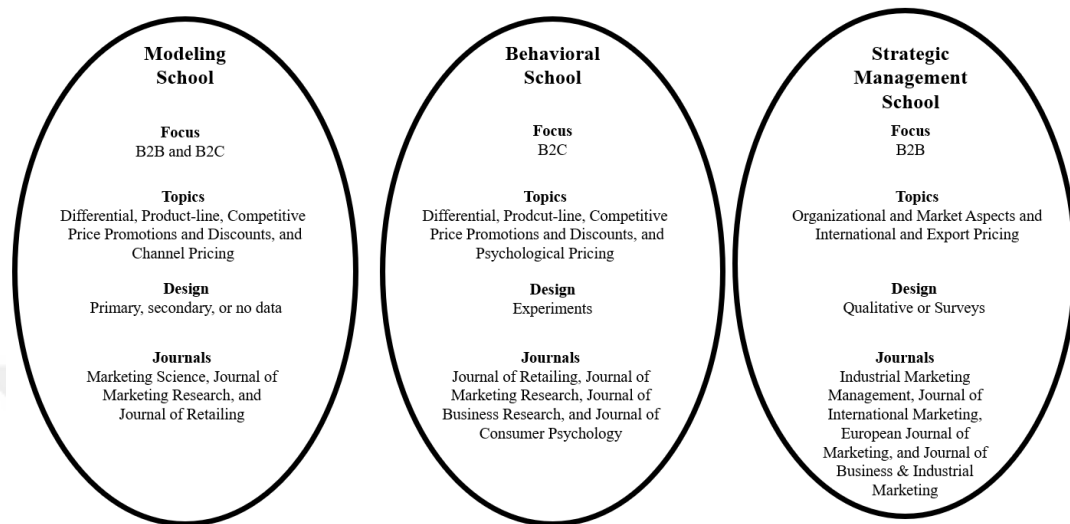 Modeling
School
Focus
B2B and B2C
Topics
Differential, Product-line, Competitive
Price Promotions and Discounts, and
Channel Pricing
Design
Primary, secondary, or no data
Journals
Marketing Science, Journal of
Marketing Research, and
Journal of Retailing
Behavioral
School
Focus
B2C
Topics
Differential, Prodcut-line, Competitive
Price Promotions and Discounts, and
Psychological Pricing
Design
Experiments
Journals
Journal of Retailing, Journal of
Marketing Research, Journal of
Business Research, and Journal of
Consumer Psychology
Strategic
Management
School
Focus
B2B
Topics
Organizational and Market Aspects and
International and Export Pricing
Design
Qualitative or Surveys
Journals
Industrial Marketing
Management, Journal of
International Marketing,
European Journal of
Marketing, and Journal of
Business & Industrial
Marketing